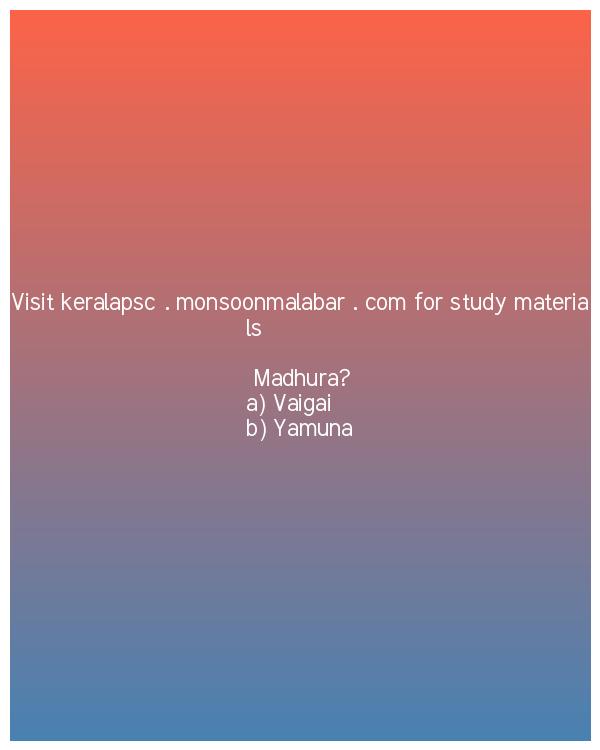 Visit keralapsc . monsoonmalabar . com for study materia
ls
Madhura?
a) Vaigai
b) Yamuna